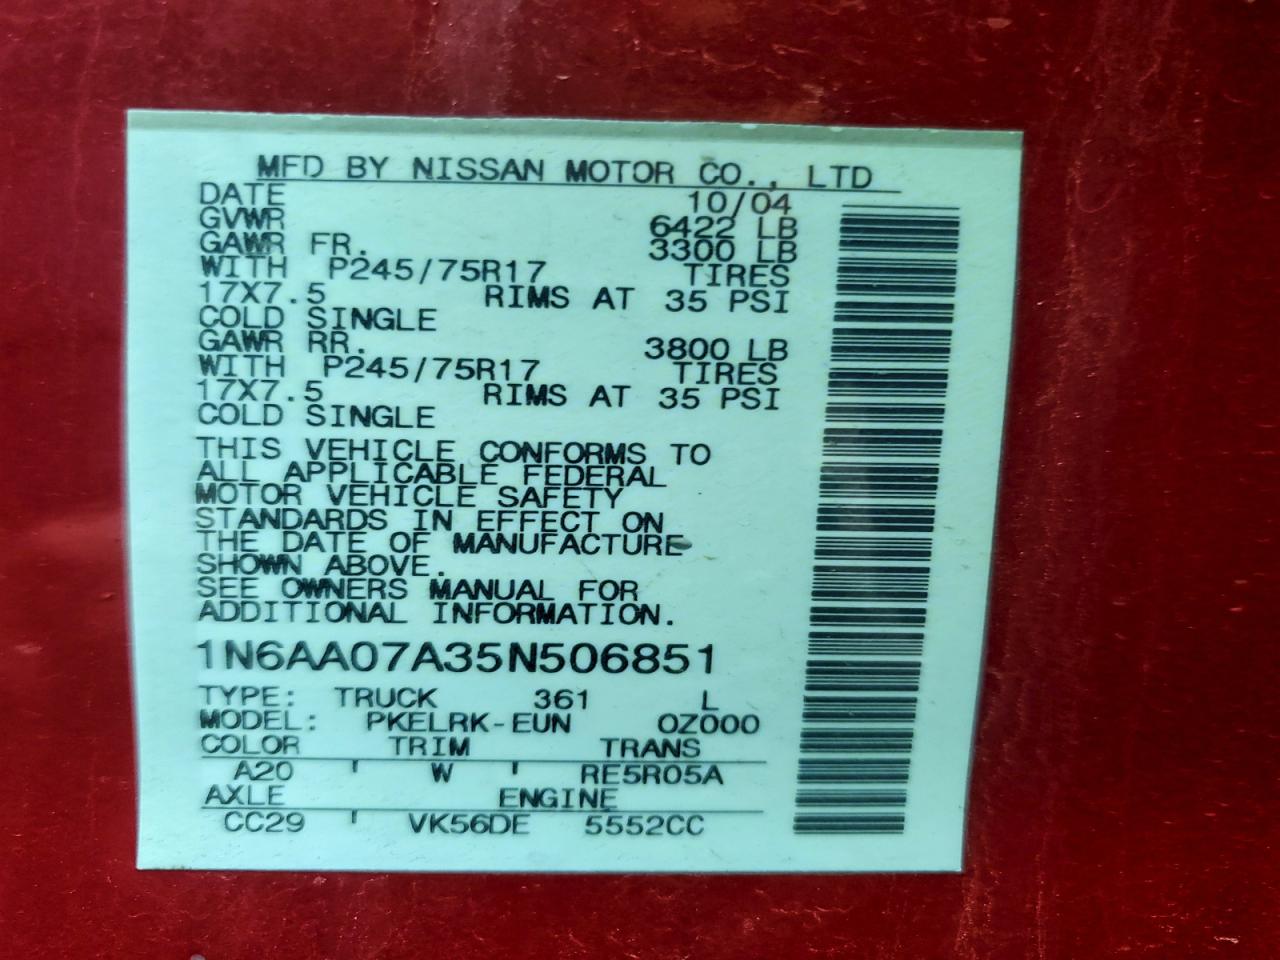 MFD BY NISSAN MOTOR CO., LTD
DATE 10/04
GVWR 6422 LB
GAWR FR. 3300 LB
WITH P245/75R17 TIRES
17X7.5 RIMS AT 35 PSI
COLD SINGLE
GAWR RR. 3800 LB
WITH P245/75R17 TIRES
17X7.5 RIMS AT 35 PSI
COLD SINGLE
THIS VEHICLE CONFORMS TO
ALL APPLICABLE FEDERAL
MOTOR VEHICLE SAFETY
STANDARDS IN EFFECT ON
THE DATE OF MANUFACTURE
SHOWN ABOVE.
SEE OWNERS MANUAL FOR
ADDITIONAL INFORMATION.
1N6AA07A35N506851
TYPE: TRUCK 361 L
MODEL: PKELRK-EUN 0Z000
COLOR TRIM TRANS
A20 ' W ' RE5R05A
AXLE ENGINE
CC29 ' VK56DE 5552CC